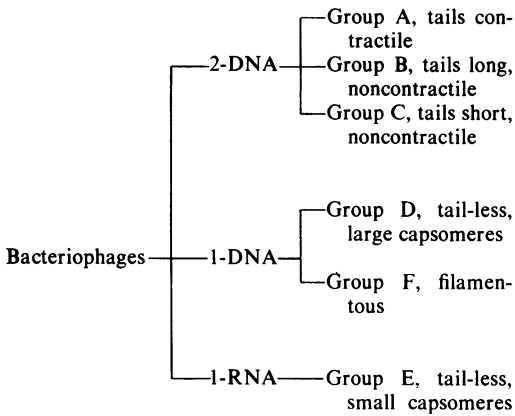 Group A, tails con-
tractile
2-DNA
Group B, tails long,
noncontractile
Group C, tails short,
noncontractile
Group D, tail-less,
large capsomeres
Bacteriophages
1-DNA
Group F, filamen-
tous
1-RNA
Group E, tail-less,
small capsomeres